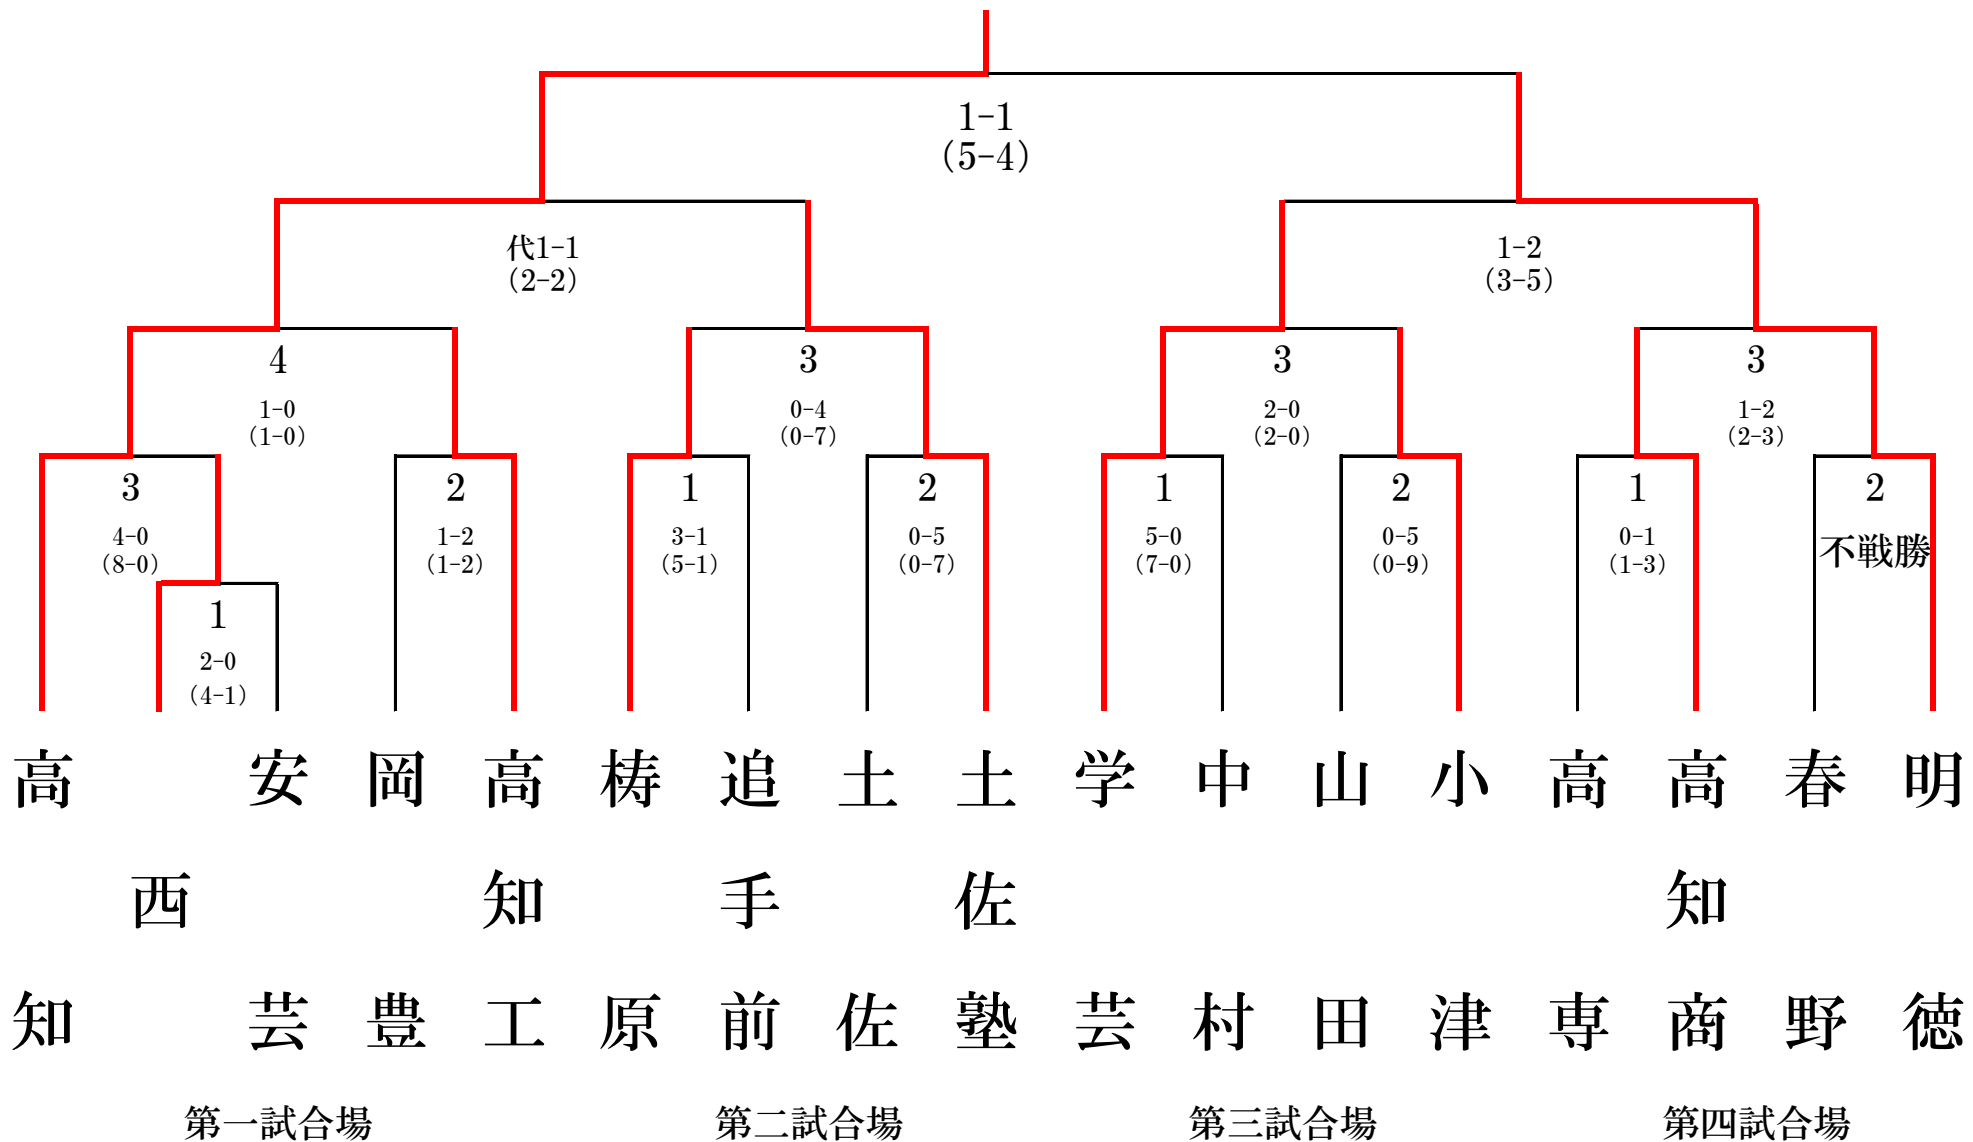 1-1
(5-4)
代1-1
(2-2)
1-2
(3-5)
4
1-0
(1-0)
3
0-4
(0-7)
3
2-0
(2-0)
3
1-2
(2-3)
3
4-0
(8-0)
2
1-2
(1-2)
1
3-1
(5-1)
2
0-5
(0-7)
1
5-0
(7-0)
2
0-5
(0-9)
1
0-1
(1-3)
2
不戦勝
1
2-0
(4-1)
高知
西
安芸
岡豊
高知工
梼原
追手前
土佐
土佐塾
学芸
中村
山田
小津
高専
高知商
春野
明徳
第一試合場
第二試合場
第三試合場
第四試合場